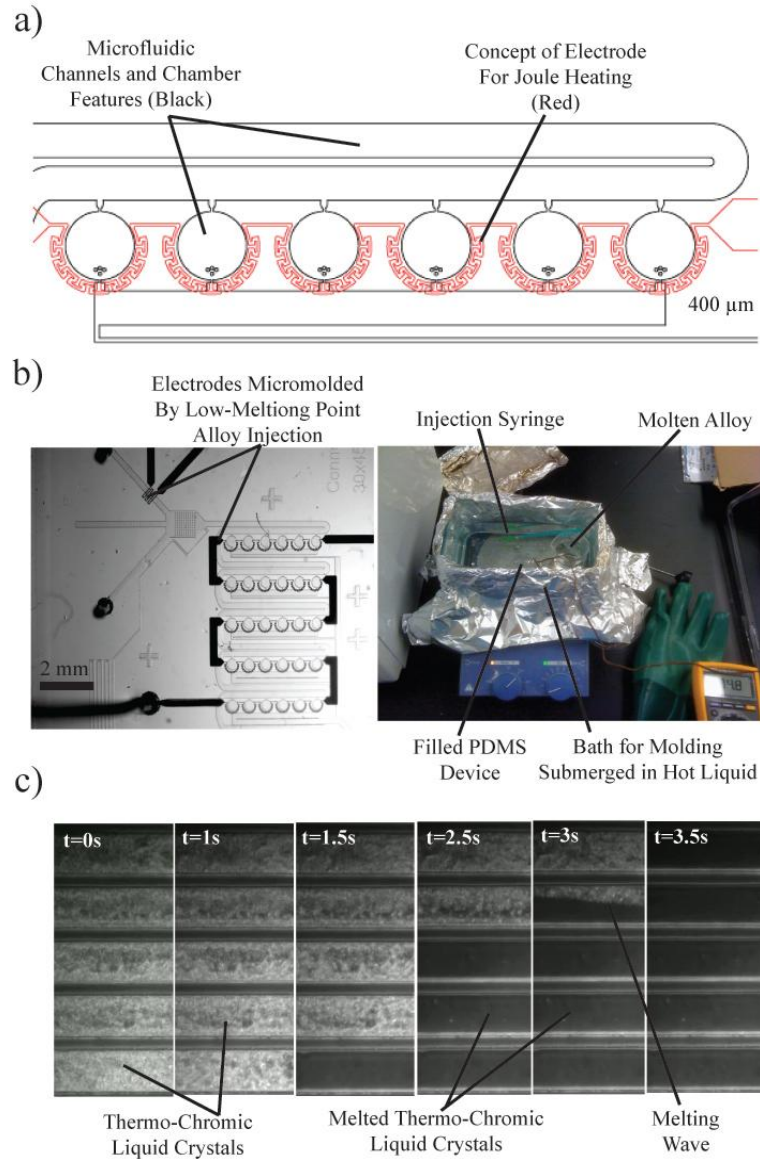 a)
Microfluidic
Channels and Chamber
Features (Black)
Concept of Electrode
For Joule Heating
(Red)
400 µm
b)
Electrodes Micromolded
By Low-Meltiong Point
Alloy Injection
Injection Syringe
Molten Alloy
30x45
2 mm
Filled PDMS
Device
Bath for Molding
Submerged in Hot Liquid
c)
t=0s
t=1s
t=1.5s
t=2.5s
t=3s
t=3.5s
Thermo-Chromic
Liquid Crystals
Melted Thermo-Chromic
Liquid Crystals
Melting
Wave